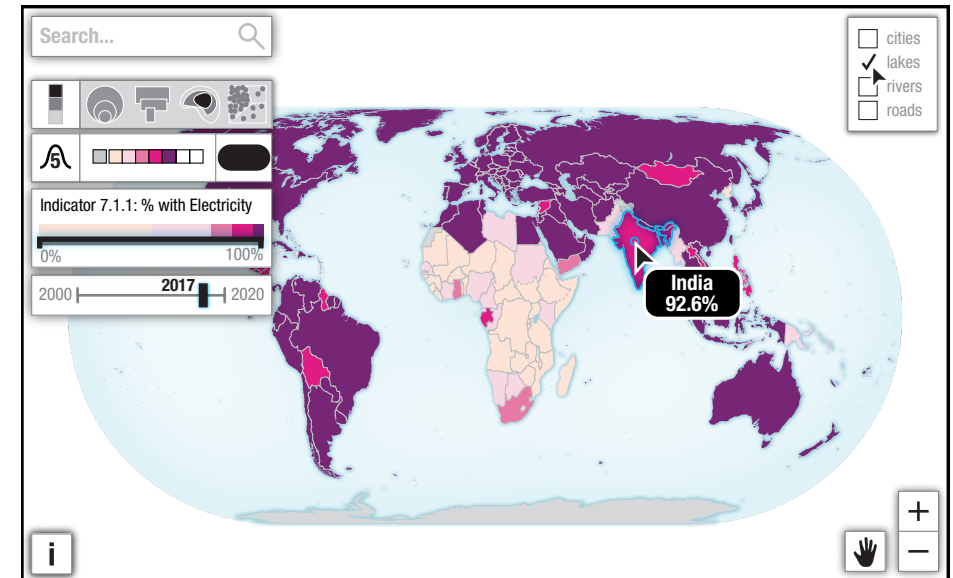 Search...
cities
lakes
rivers
roads
5
Indicator 7.1.1: % with Electricity
0%
100%
2000
2017
2020
India
92.6%
+
−
i